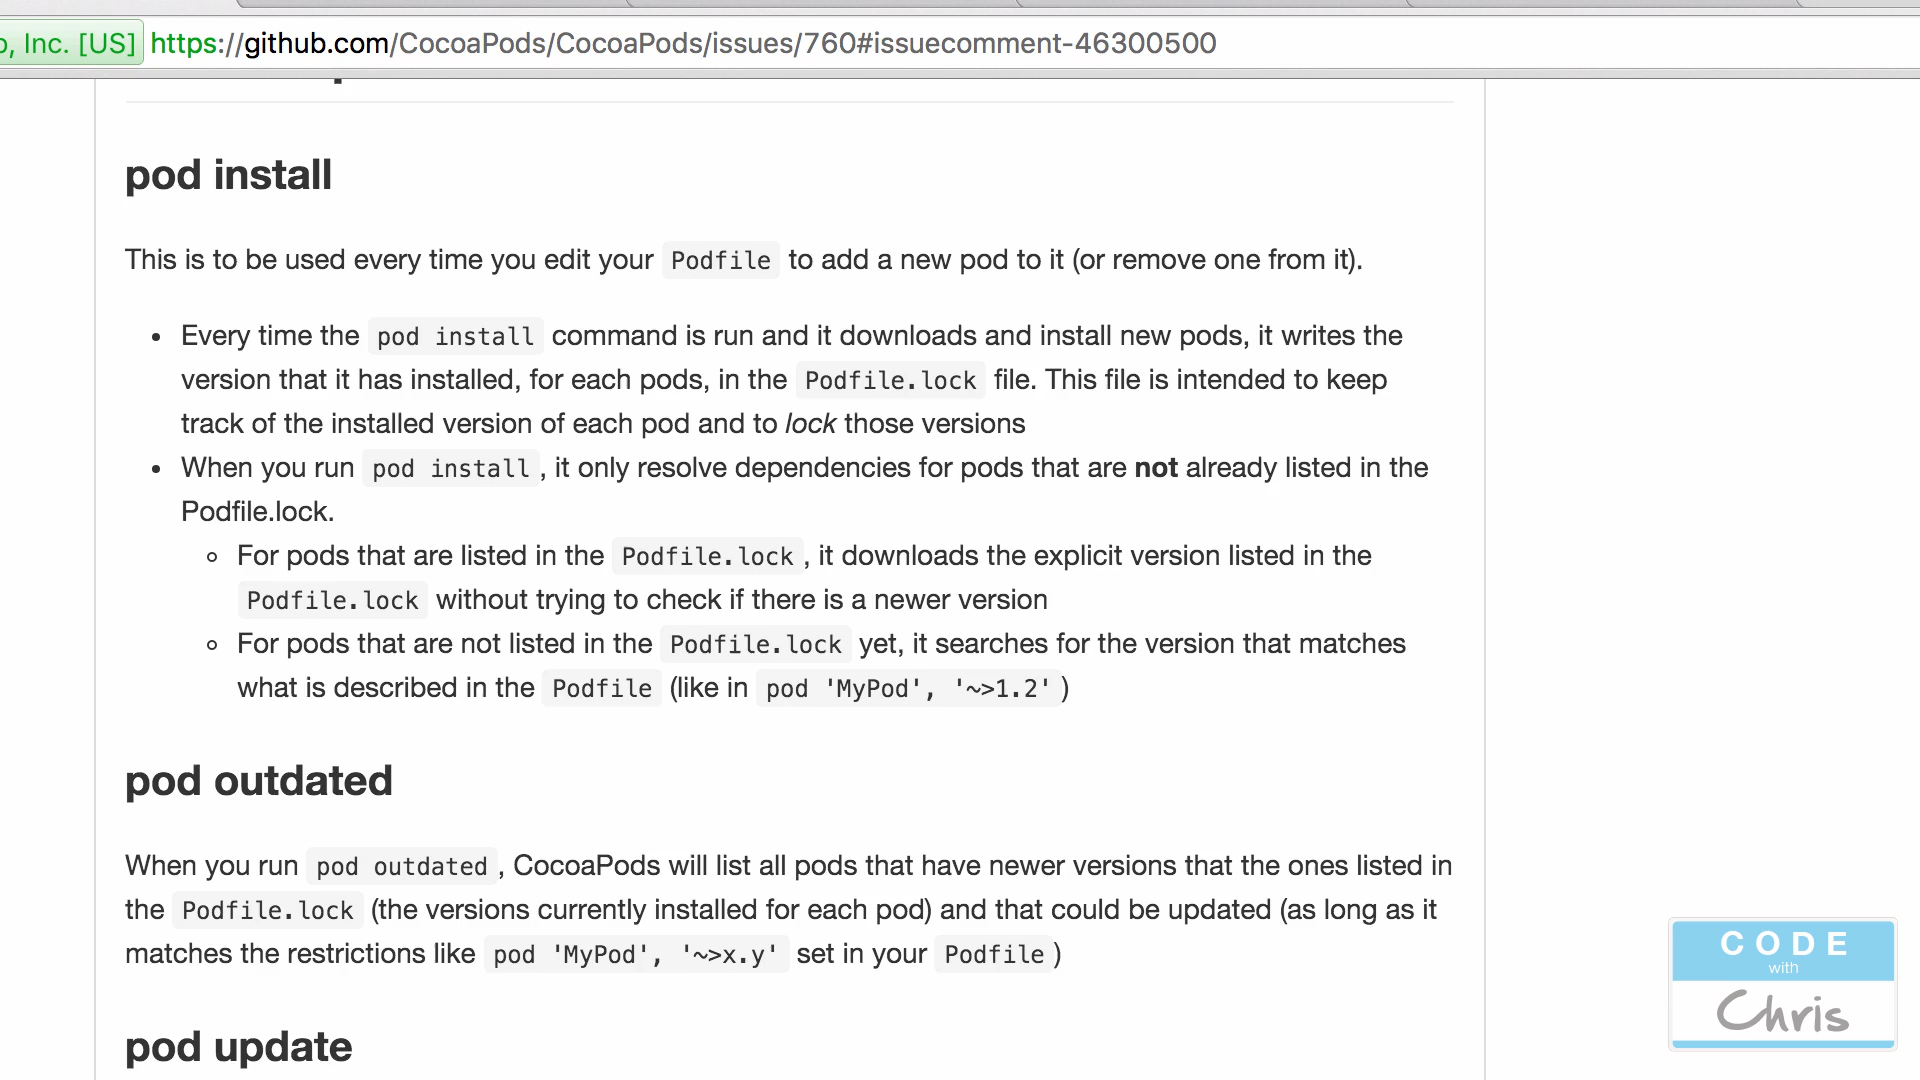 Inc. [US] https://github.com/CocoaPods/CocoaPods/issues/760#issuecomment-46300500
pod install
This is to be used every time you edit your Podfile to add a new pod to it (or remove one from it).
• Every time the pod install command is run and it downloads and install new pods, it writes the
version that it has installed, for each pods, in the Podfile.lock file. This file is intended to keep
track of the installed version of each pod and to lock those versions
• When you run pod install, it only resolve dependencies for pods that are not already listed in the
Podfile.lock.
◦ For pods that are listed in the Podfile.lock, it downloads the explicit version listed in the
Podfile.lock without trying to check if there is a newer version
◦ For pods that are not listed in the Podfile.lock yet, it searches for the version that matches
what is described in the Podfile (like in pod 'MyPod', '~>1.2')
pod outdated
When you run pod outdated, CocoaPods will list all pods that have newer versions that the ones listed in
the Podfile.lock (the versions currently installed for each pod) and that could be updated (as long as it
matches the restrictions like pod 'MyPod', '~>x.y' set in your Podfile)
pod update
CODE
with
Chris